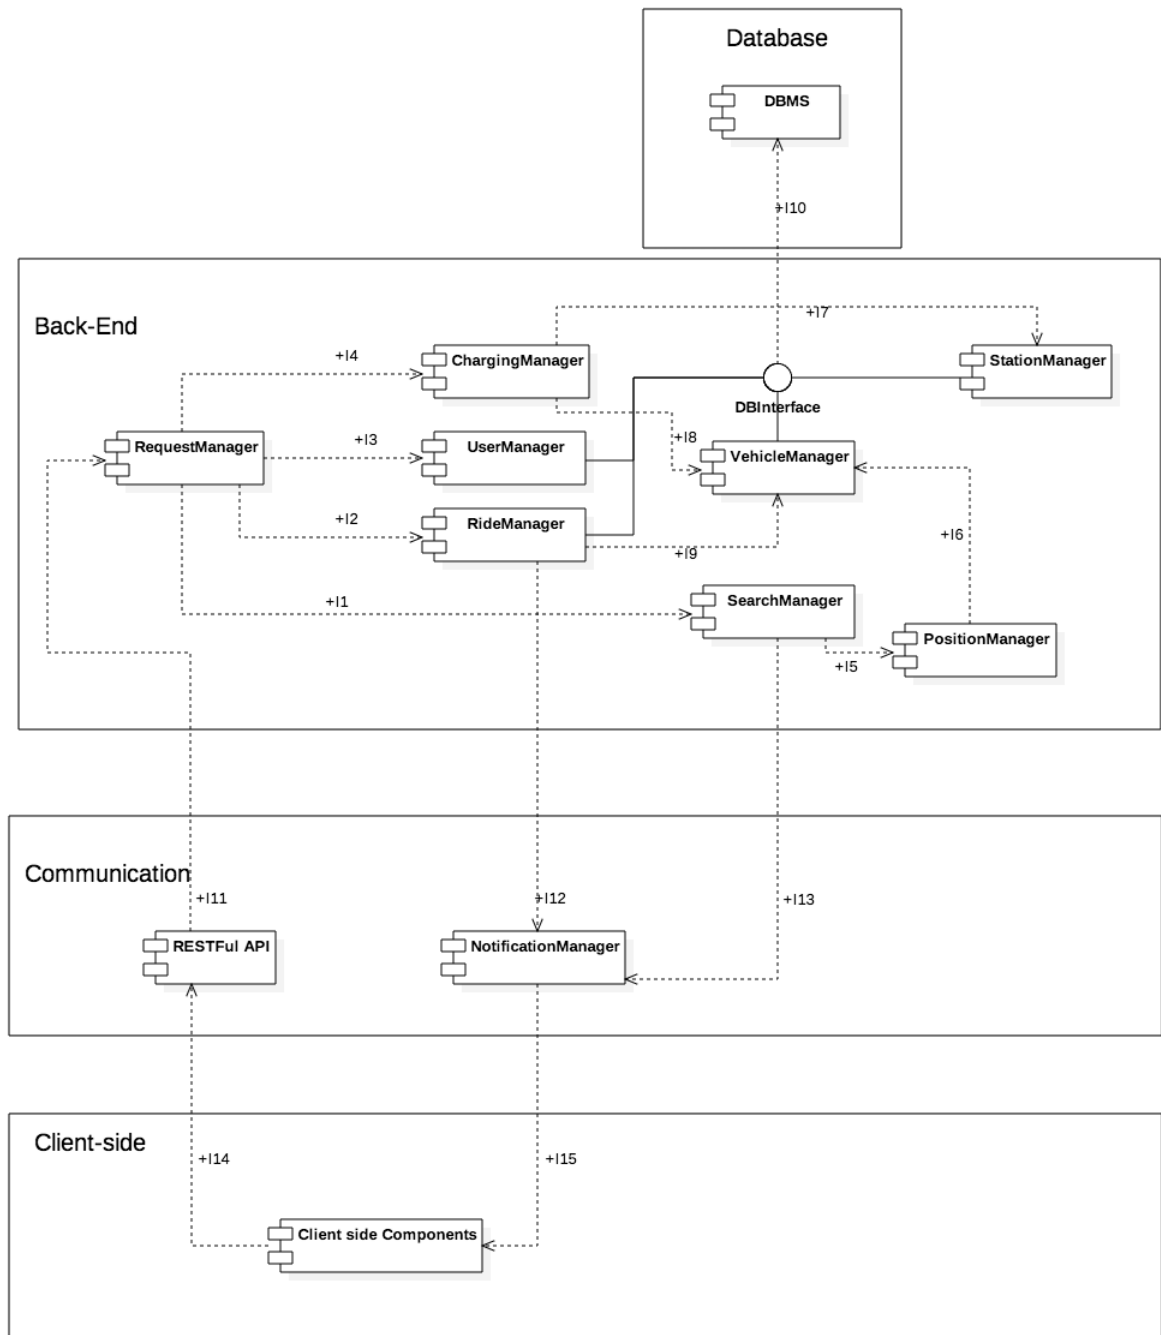 Database
DBMS
+I10
Back-End
+I7
+I4
ChargingManager
StationManager
DBInterface
RequestManager
+I3
UserManager
+I8
VehicleManager
+I2
RideManager
+I9
+I6
+I1
SearchManager
PositionManager
+I5
Communication
+I11
+I12
+I13
RESTFul API
NotificationManager
Client-side
+I14
+I15
Client side Components